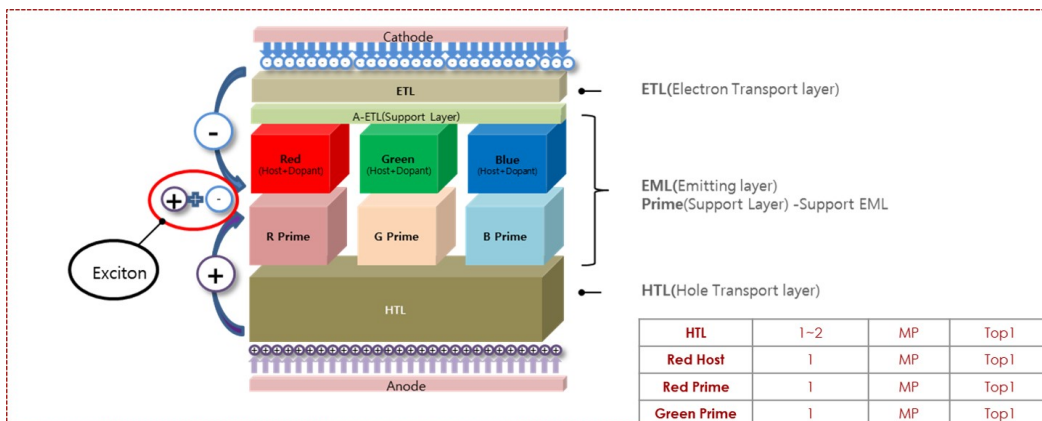 Cathode
ETL
A-ETL(Support Layer)
Red
(Host+Dopant)
Green
(Host+Dopant)
Blue
(Host+Dopant)
R Prime
G Prime
B Prime
HTL
Anode
-
+ + -
+
Exciton
ETL(Electron Transport layer)
EML(Emitting layer)
Prime(Support Layer) -Support EML
HTL(Hole Transport layer)
HTL 1~2 MP Top1
Red Host 1 MP Top1
Red Prime 1 MP Top1
Green Prime 1 MP Top1